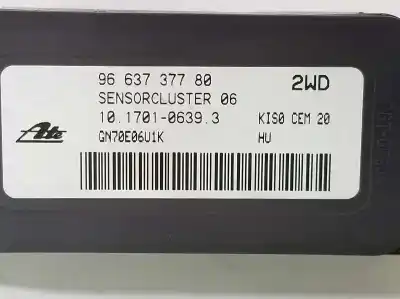 96 637 377 80 2WD
SENSORCLUSTER 06
10.1701-0639.3 KIS0 CEM 20
Ate GN70E06U1K HU